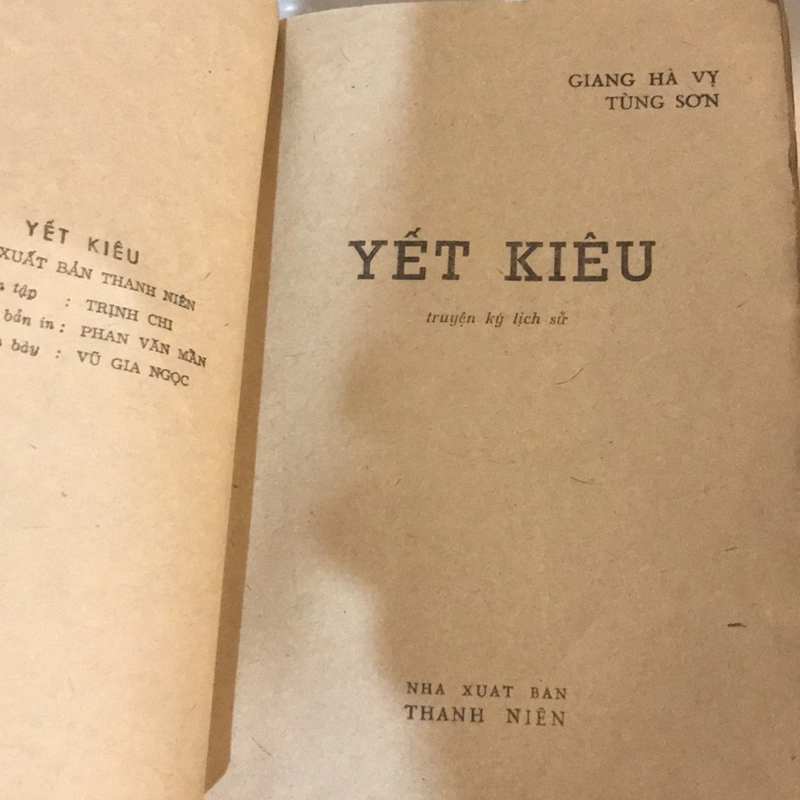 YẾT KIÊU
XUẤT BẢN THANH NIÊN
tập : TRỊNH CHI
bản in : PHAN VĂN MẦN
bày : VŨ GIA NGỌC
GIANG HÀ VỴ
TÙNG SƠN
YẾT KIÊU
truyện ký lịch sử
NHA XUAT BAN
THANH NIÊN